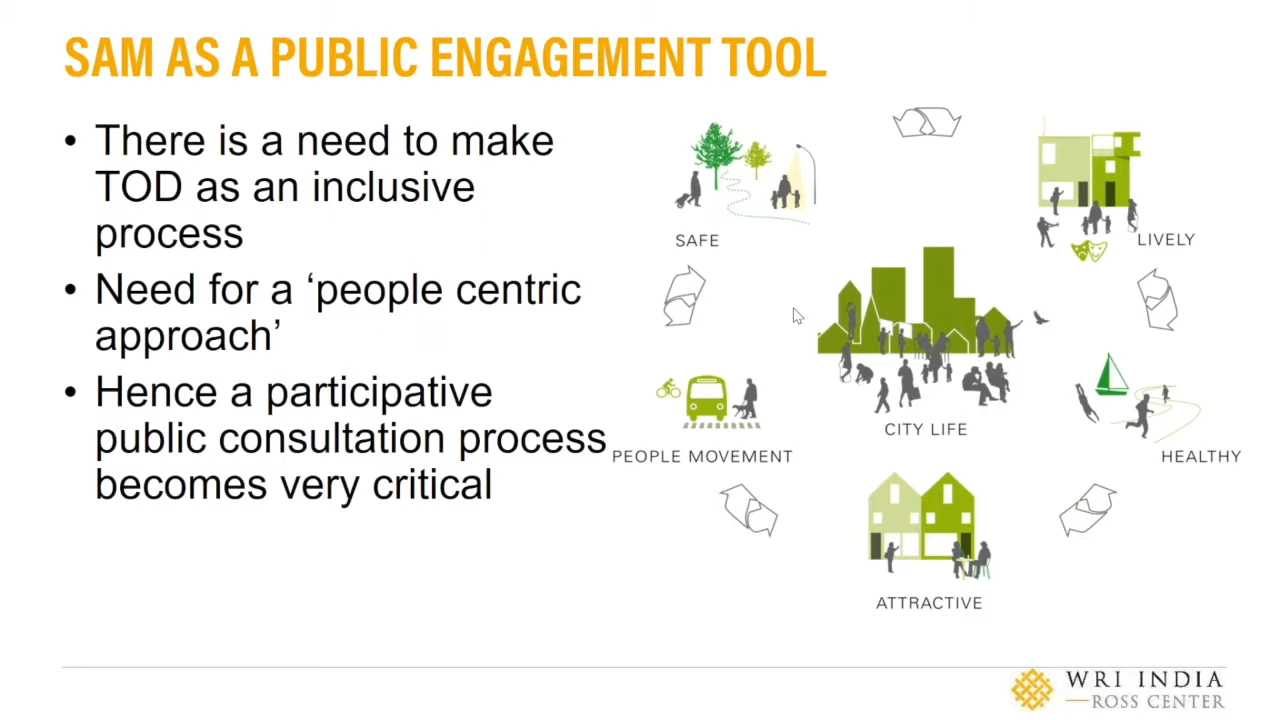 SAM AS A PUBLIC ENGAGEMENT TOOL
• There is a need to make
TOD as an inclusive
process
• Need for a ‘people centric
approach’
• Hence a participative
public consultation process
becomes very critical
SAFE
LIVELY
CITY LIFE
PEOPLE MOVEMENT
HEALTHY
ATTRACTIVE
WRI INDIA
ROSS CENTER